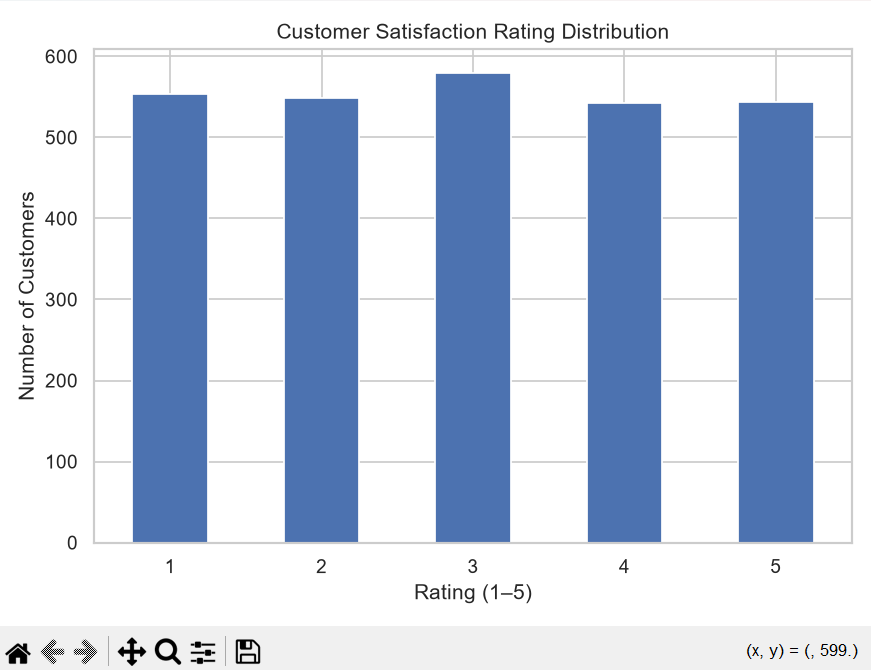 Customer Satisfaction Rating Distribution
600
500
400
300
200
100
0
Number of Customers
1 2 3 4 5
Rating (1–5)
(x, y) = (, 599.)